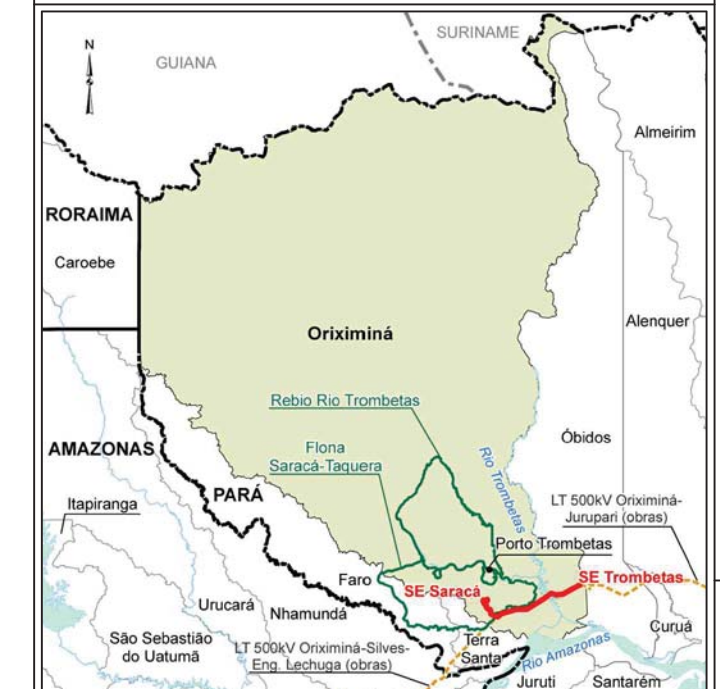 SURINAME
N
GUIANA
Almeirim
RORAIMA
Caroebe
Alenquer
Oriximiná
Rebio Rio Trombetas
Óbidos
Flona
Saracá-Taquera
AMAZONAS
Rio Trombetas
PARÁ
Itapiranga
LT 500kV Oriximiná-
Jurupari (obras)
Porto Trombetas
Faro
SE Saracá
SE Trombetas
Urucará
Nhamundá
Curuá
São Sebastião
do Uatumã
Terra
Santa
LT 500kV Oriximiná-Silves-
Eng. Lechuga (obras)
Rio Amazonas
Juruti
Santarém